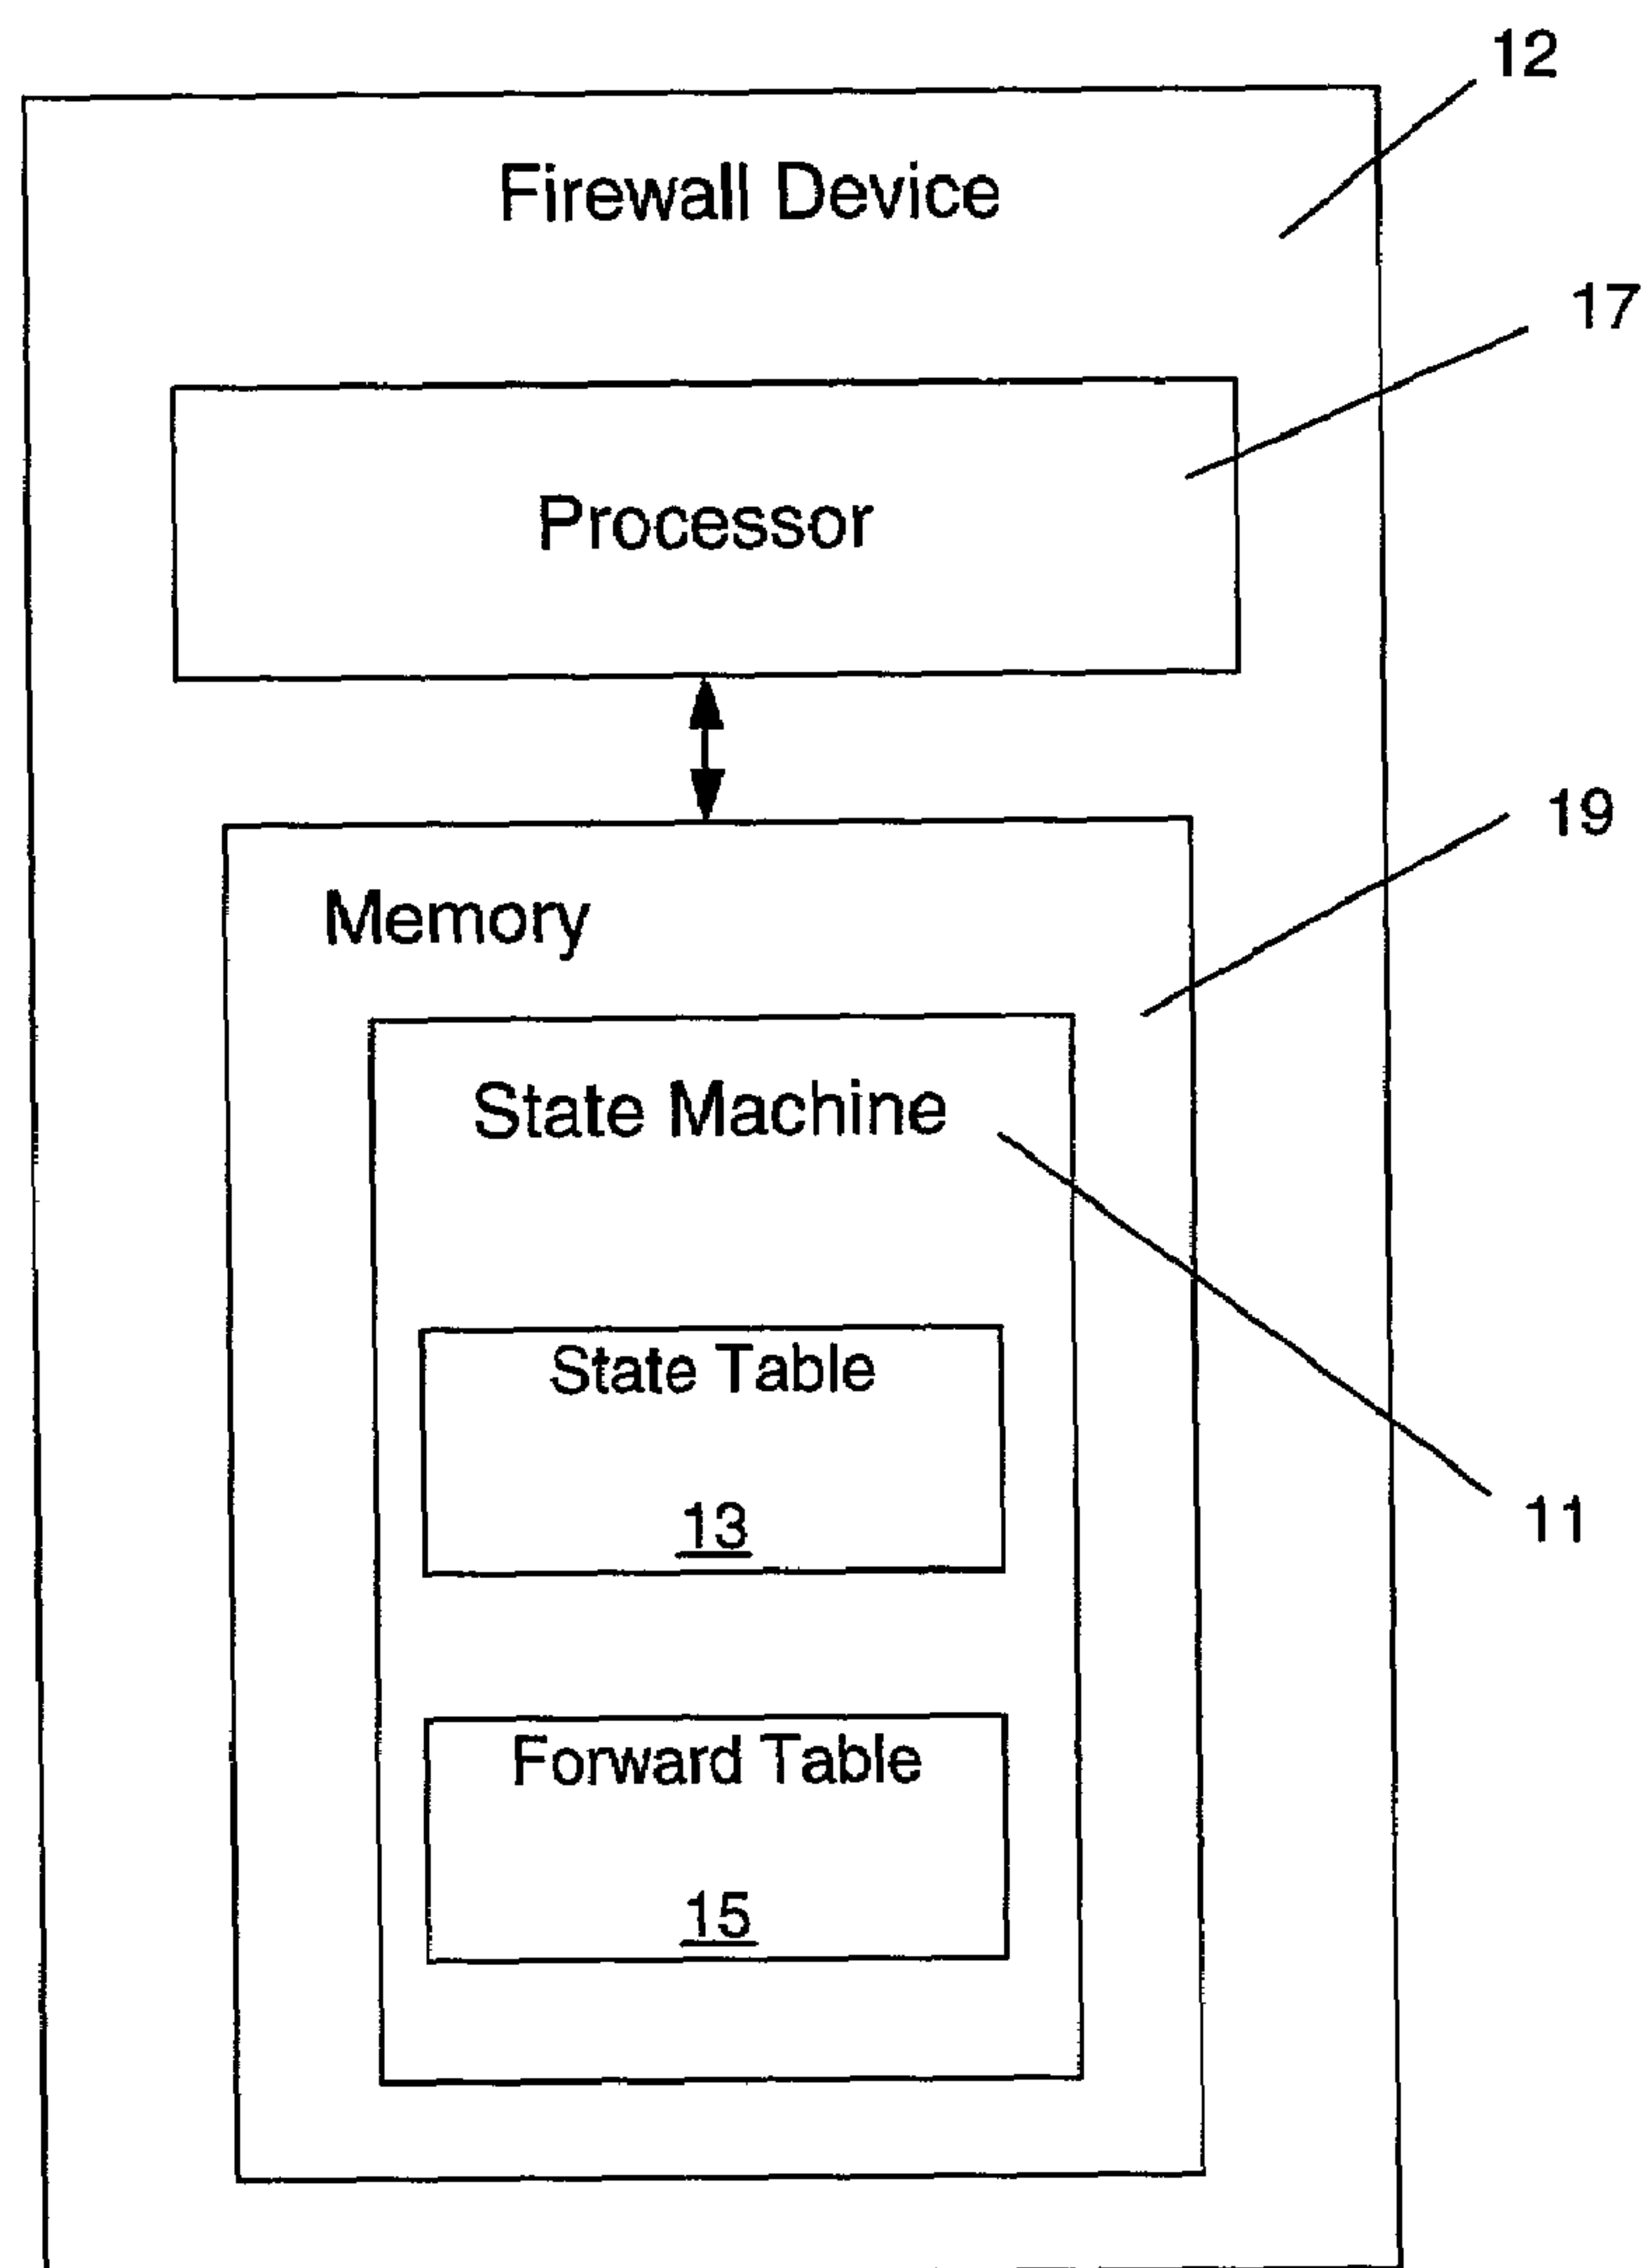 12
Firewall Device
17
Processor
19
Memory
State Machine
State Table
13
11
Forward Table
15